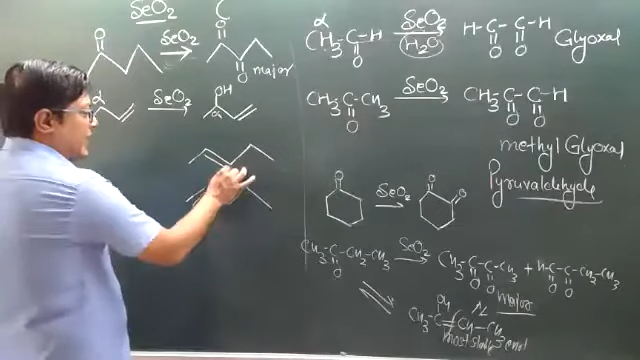 SeO₂
O
SeO₂
O
O
major
α
SeO₂
OH
α
α
CH₃-C-H
O
SeO₂
H₂O
H-C-C-H
O O
Glyoxal
CH₃-C-CH₃
O
SeO₂
CH₃-C-C-H
O O
methyl Glyoxal
Pyruvaldehyde
O
SeO₂
O
O
CH₃-C-CH₂-CH₃
O
SeO₂
CH₃-C-C-CH₃
O O
+ H-C-C-CH₂-CH₃
O O
major
OH
CH₃-C=CH-CH₃
most stable enol